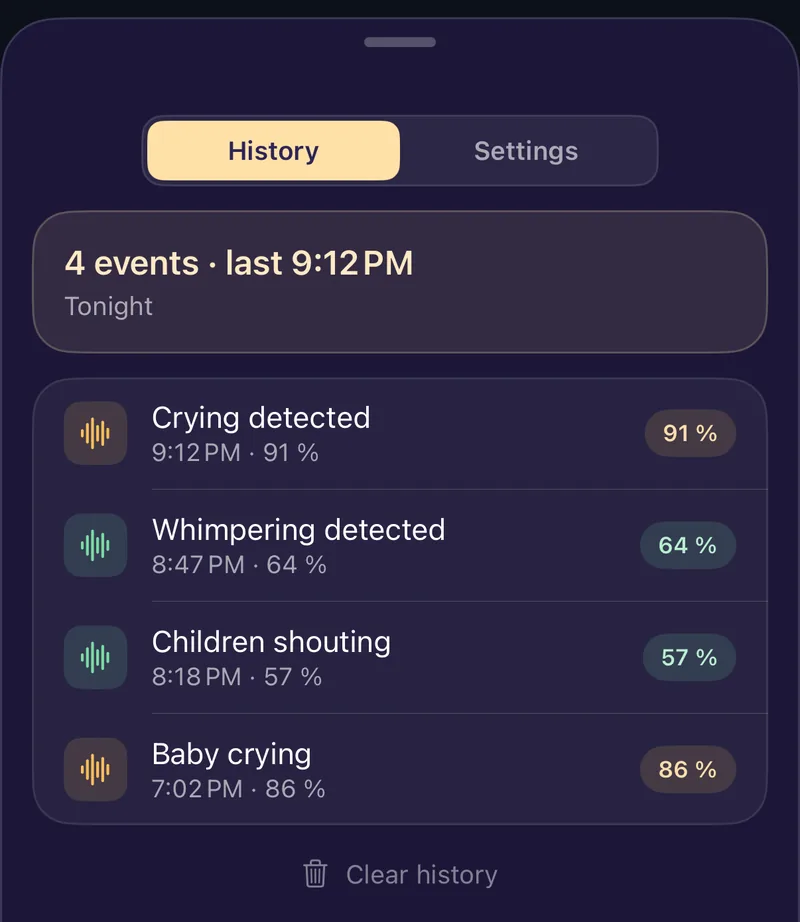 History
Settings
4 events · last 9:12 PM
Tonight
Crying detected
9:12 PM · 91 %
91 %
Whimpering detected
8:47 PM · 64 %
64 %
Children shouting
8:18 PM · 57 %
57 %
Baby crying
7:02 PM · 86 %
86 %
Clear history